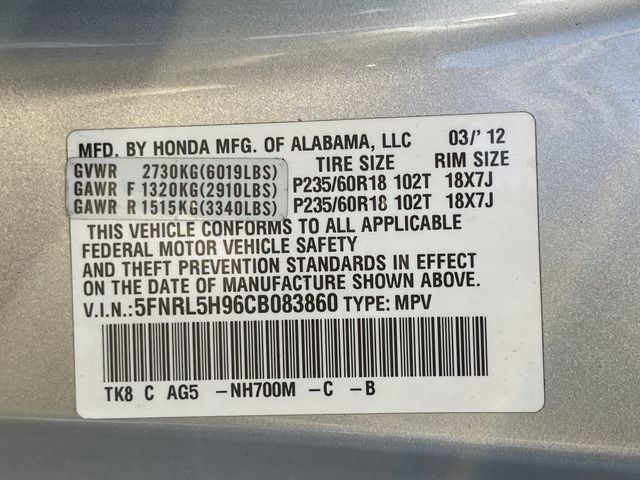 MFD. BY HONDA MFG. OF ALABAMA, LLC 03/' 12
TIRE SIZE RIM SIZE
GVWR 2730KG(6019LBS)
GAWR F 1320KG(2910LBS) P235/60R18 102T 18X7J
GAWR R 1515KG(3340LBS) P235/60R18 102T 18X7J
THIS VEHICLE CONFORMS TO ALL APPLICABLE
FEDERAL MOTOR VEHICLE SAFETY
AND THEFT PREVENTION STANDARDS IN EFFECT
ON DATE OF MANUFACTURE SHOWN ABOVE.
V.I.N.:5FNRL5H96CB083860 TYPE: MPV
TK8 C AG5 -NH700M -C -B